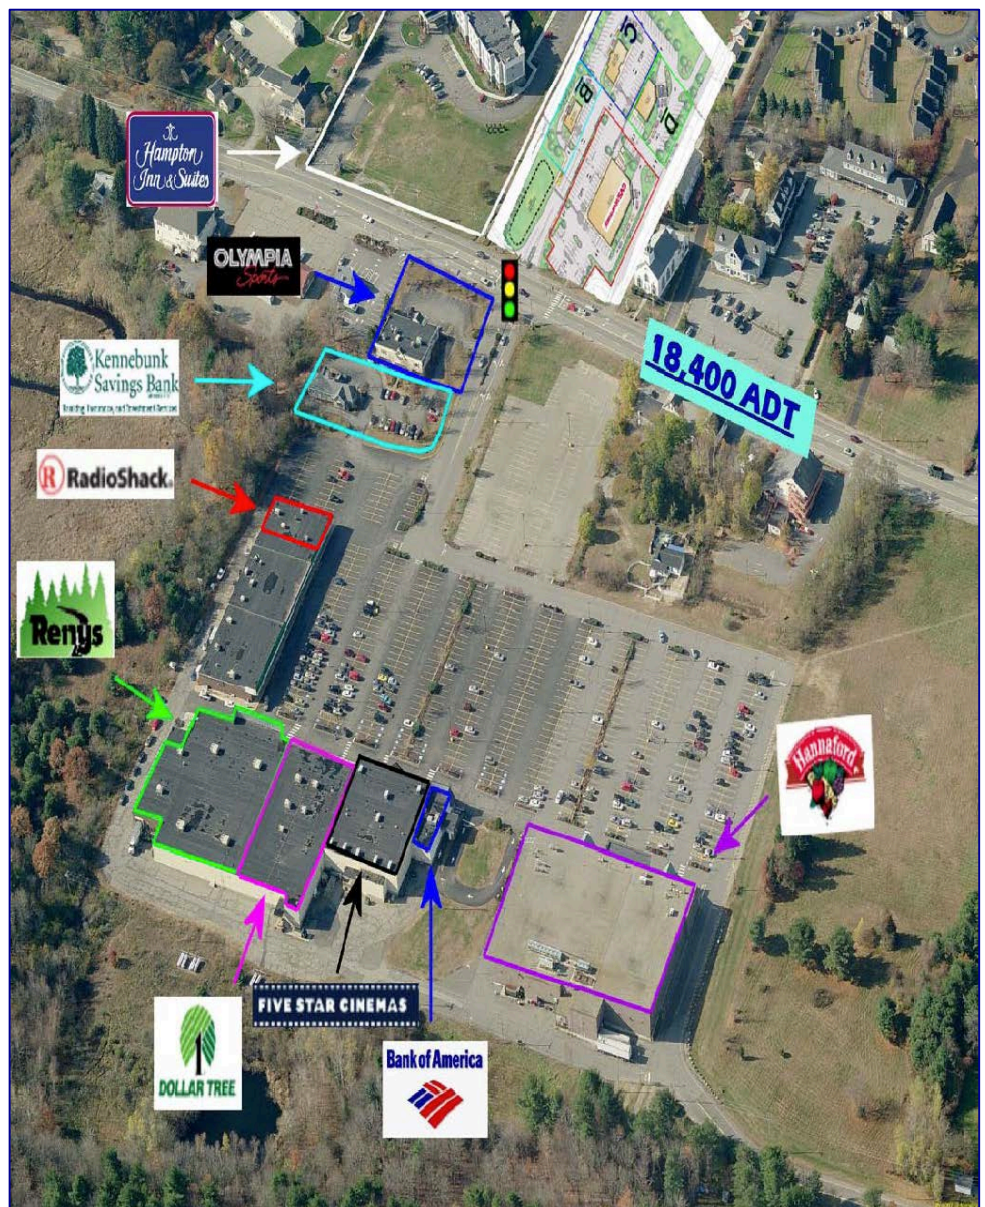 Hampton
Inn & Suites
C
B
D
OLYMPIA
Sports
18,400 ADT
Kennebunk
Savings Bank
R RadioShack®
Renys
Hannaford
FIVE STAR CINEMAS
DOLLAR TREE
Bank of America